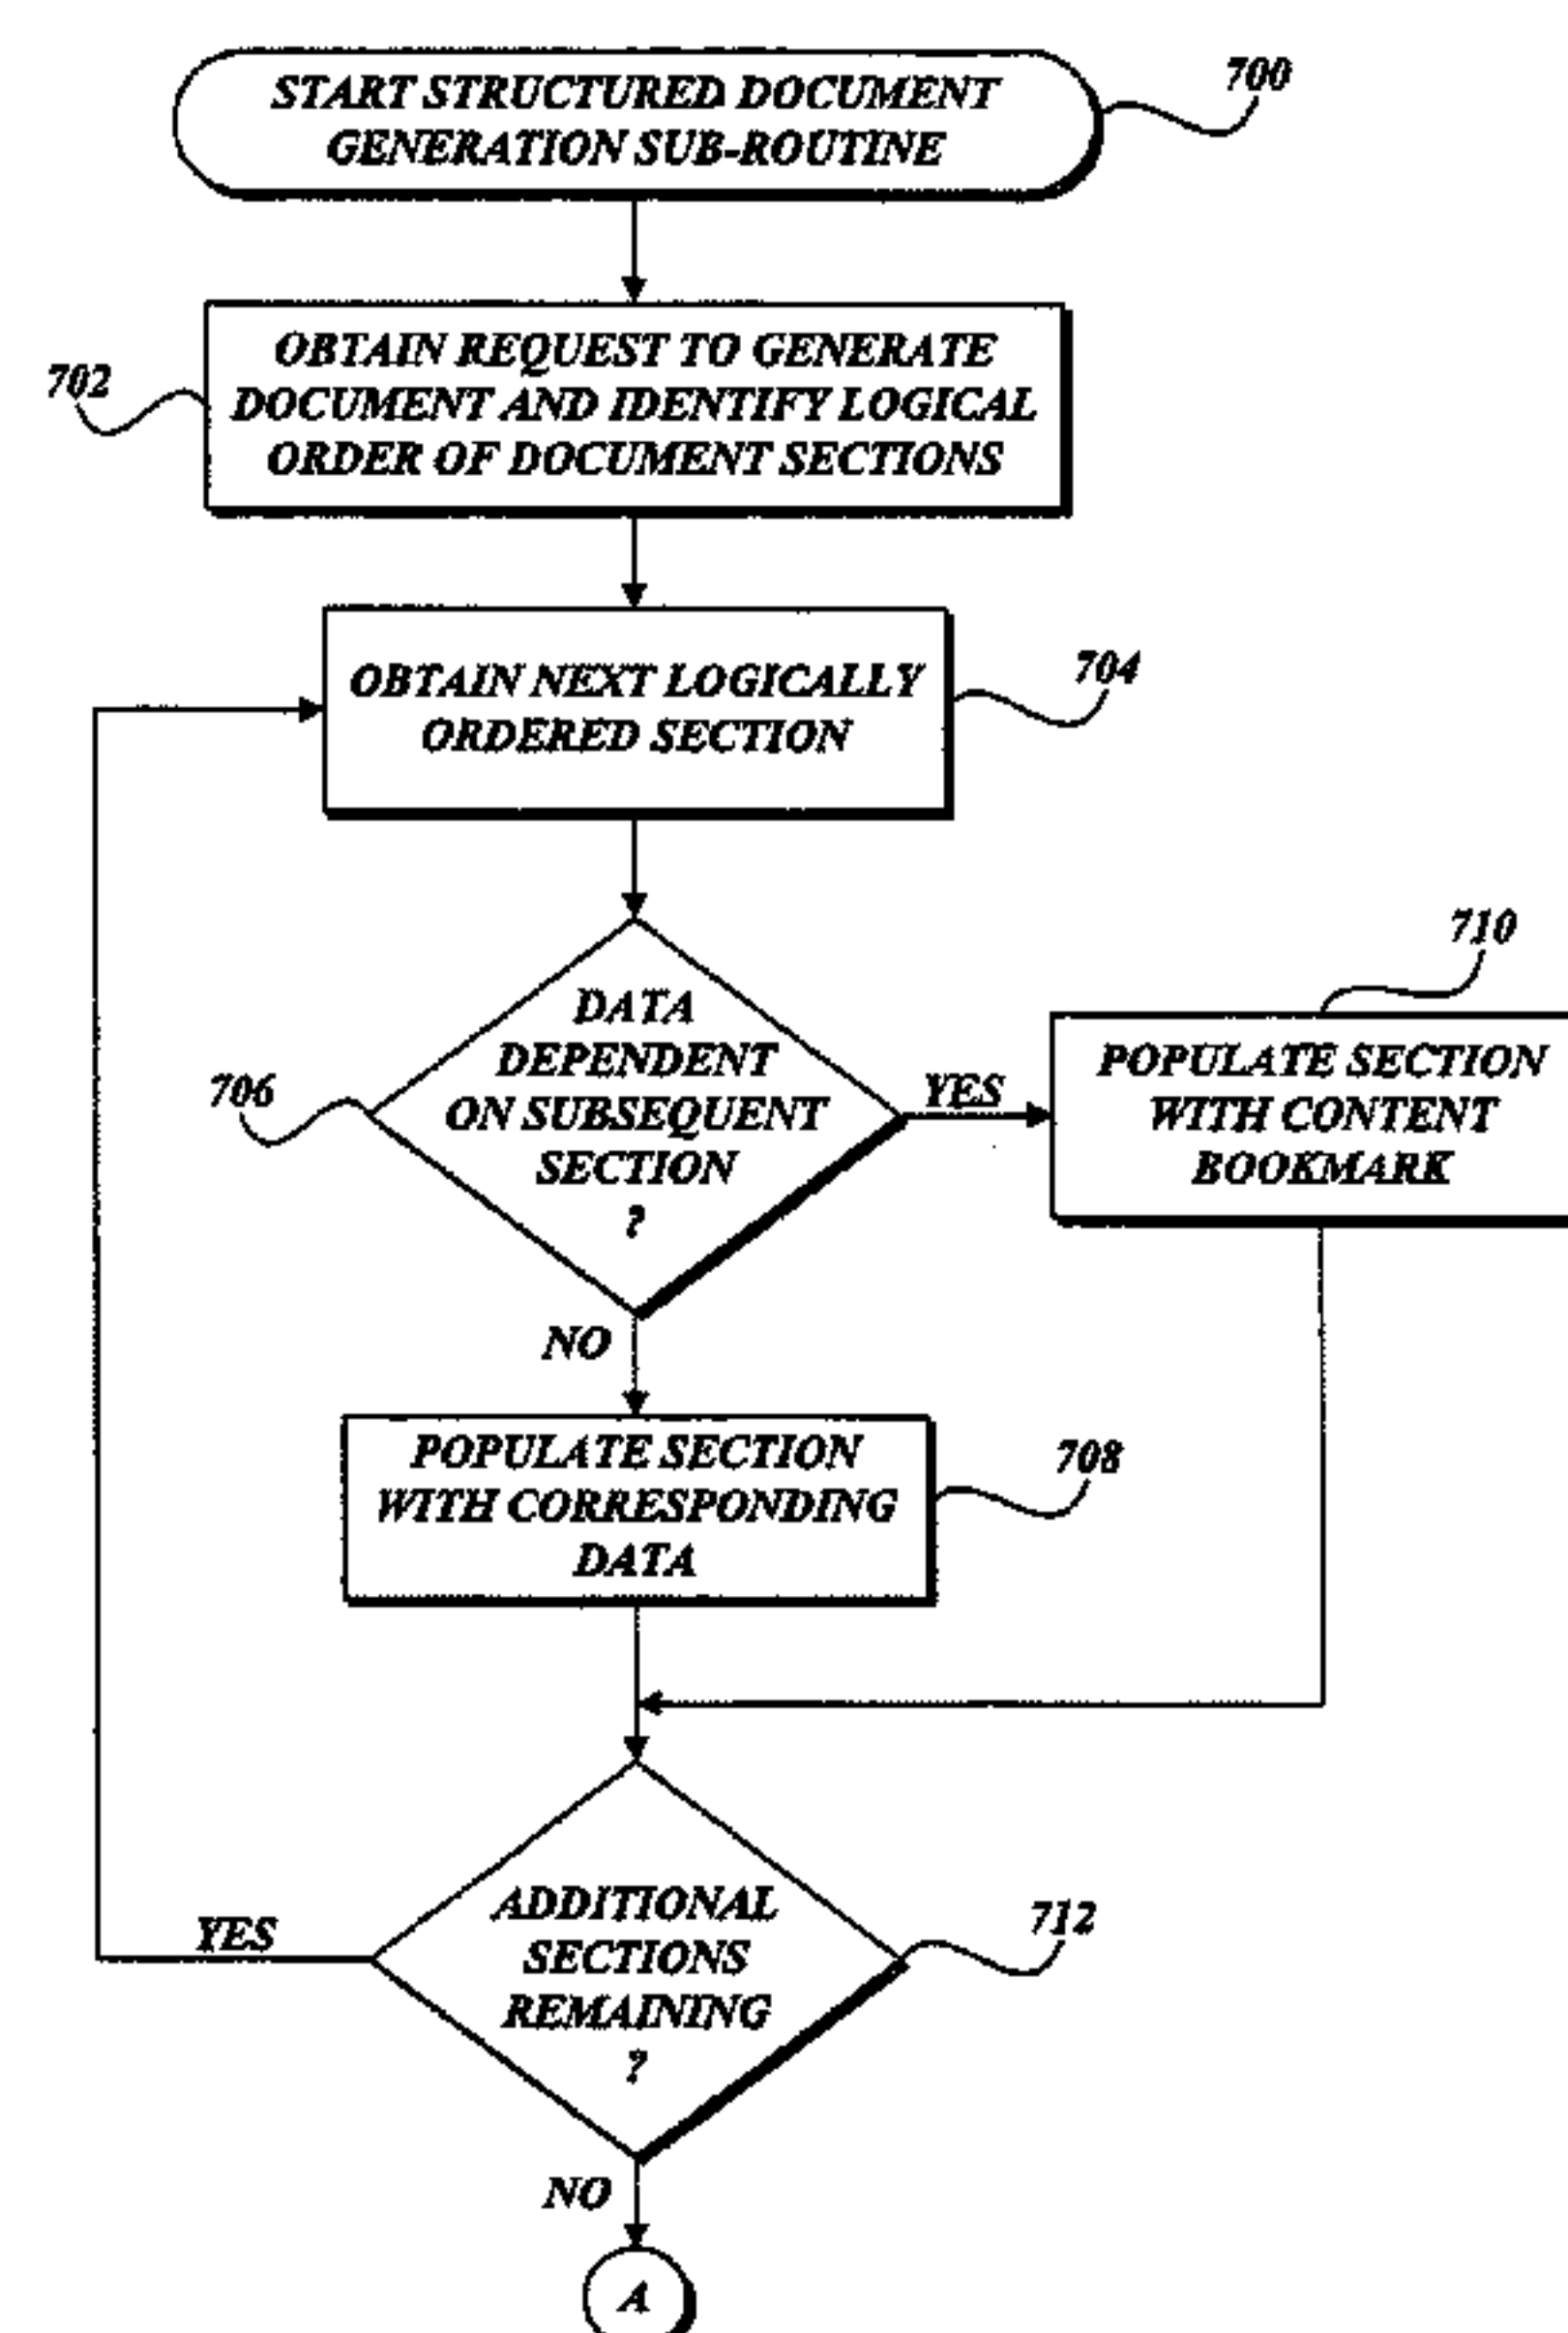 START STRUCTURED DOCUMENT
GENERATION SUB-ROUTINE
700
OBTAIN REQUEST TO GENERATE
DOCUMENT AND IDENTIFY LOGICAL
ORDER OF DOCUMENT SECTIONS
702
OBTAIN NEXT LOGICALLY
ORDERED SECTION
704
DATA
DEPENDENT
ON SUBSEQUENT
SECTION
?
706
YES
710
POPULATE SECTION
WITH CONTENT
BOOKMARK
NO
POPULATE SECTION
WITH CORRESPONDING
DATA
708
ADDITIONAL
SECTIONS
REMAINING
?
712
YES
NO
A